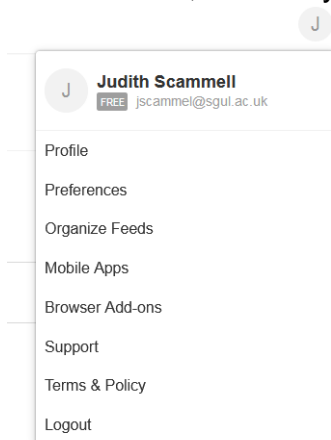 J
J
Judith Scammell
FREE jscammel@sgul.ac.uk
Profile
Preferences
Organize Feeds
Mobile Apps
Browser Add-ons
Support
Terms & Policy
Logout